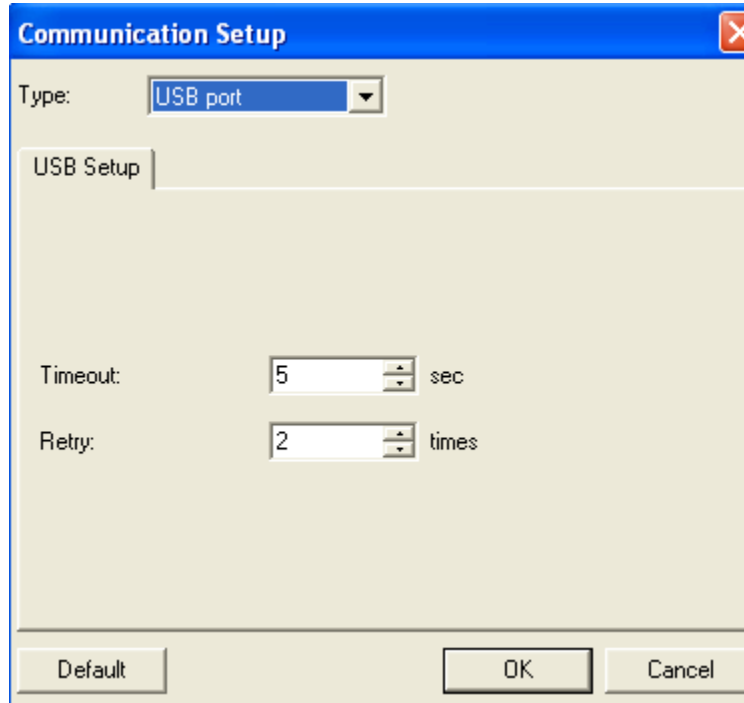 Communication Setup
Type: USB port
USB Setup
Timeout: 5 sec
Retry: 2 times
Default OK Cancel